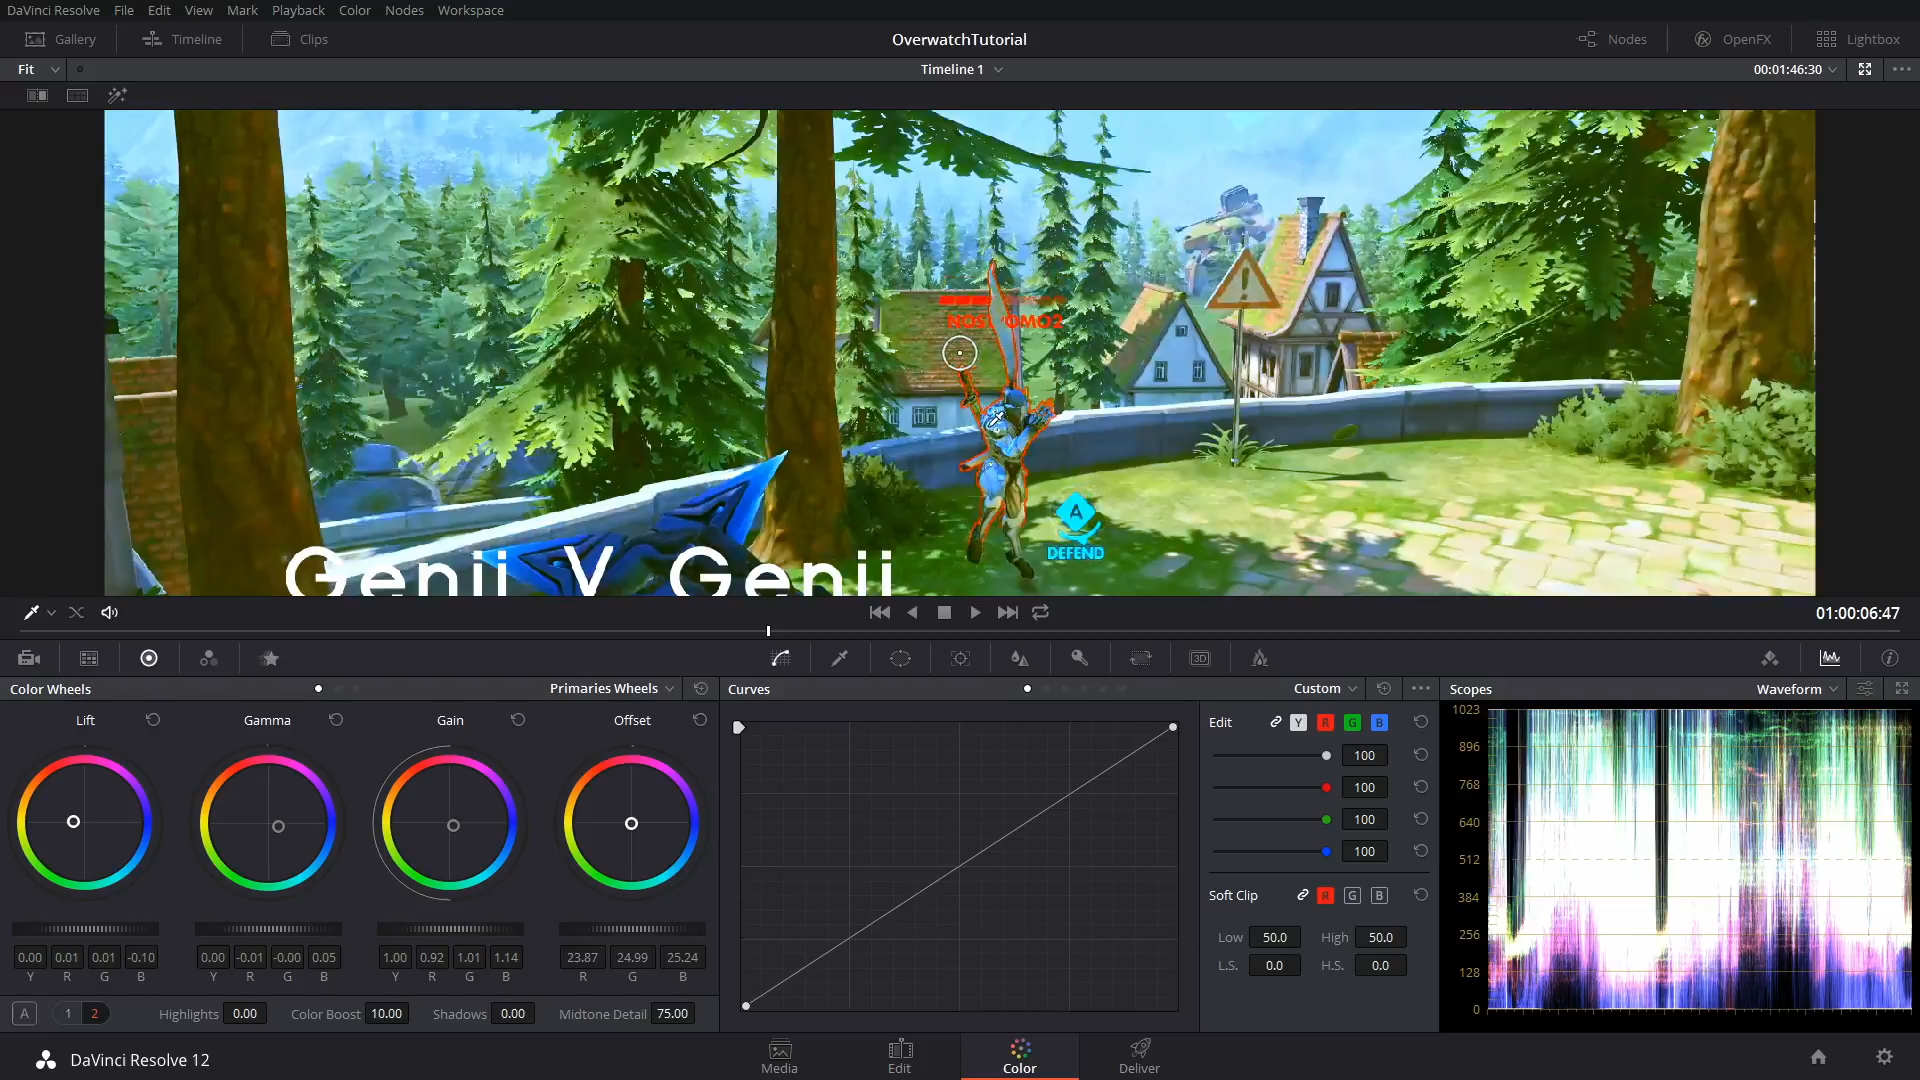 DaVinci Resolve File Edit View Mark Playback Color Nodes Workspace
Gallery Timeline Clips OverwatchTutorial Nodes OpenFX Lightbox
Fit Timeline 1 00:01:46:30
A
DEFEND
Genji V Genji
01:00:06:47
Color Wheels Primaries Wheels Curves Custom Scopes Waveform
Lift Gamma Gain Offset
Edit Y R G B
100
100
100
100
Soft Clip R G B
Low 50.0 High 50.0
L.S. 0.0 H.S. 0.0
1023
896
768
640
512
384
256
128
0
0.00 0.01 0.01 -0.10 0.00 -0.01 -0.00 0.05 1.00 0.92 1.01 1.14 23.87 24.99 25.24
Y R G B Y R G B Y R G B R G B
A 1 2 Highlights 0.00 Color Boost 10.00 Shadows 0.00 Midtone Detail 75.00
3D
DaVinci Resolve 12 Media Edit Color Deliver